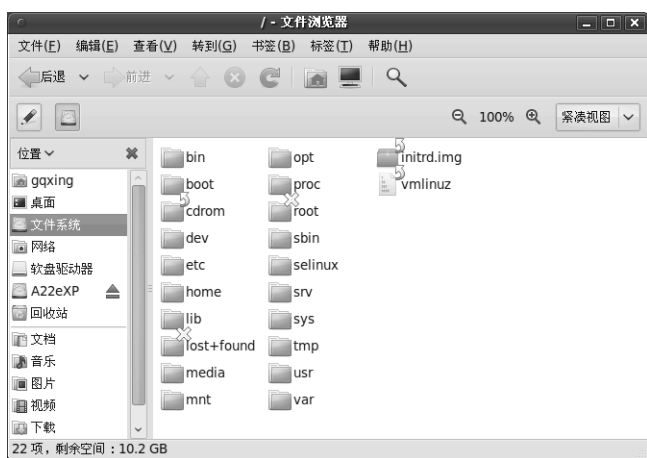 / - 文件浏览器
文件(F) 编辑(E) 查看(V) 转到(G) 书签(B) 标签(T) 帮助(H)
后退 前进
100% 紧凑视图
位置
gqxing
桌面
文件系统
网络
软盘驱动器
A22eXP
回收站
文档
音乐
图片
视频
下载
bin
boot
cdrom
dev
etc
home
lib
lost+found
media
mnt
opt
proc
root
sbin
selinux
srv
sys
tmp
usr
var
initrd.img
vmlinuz
22 项，剩余空间：10.2 GB